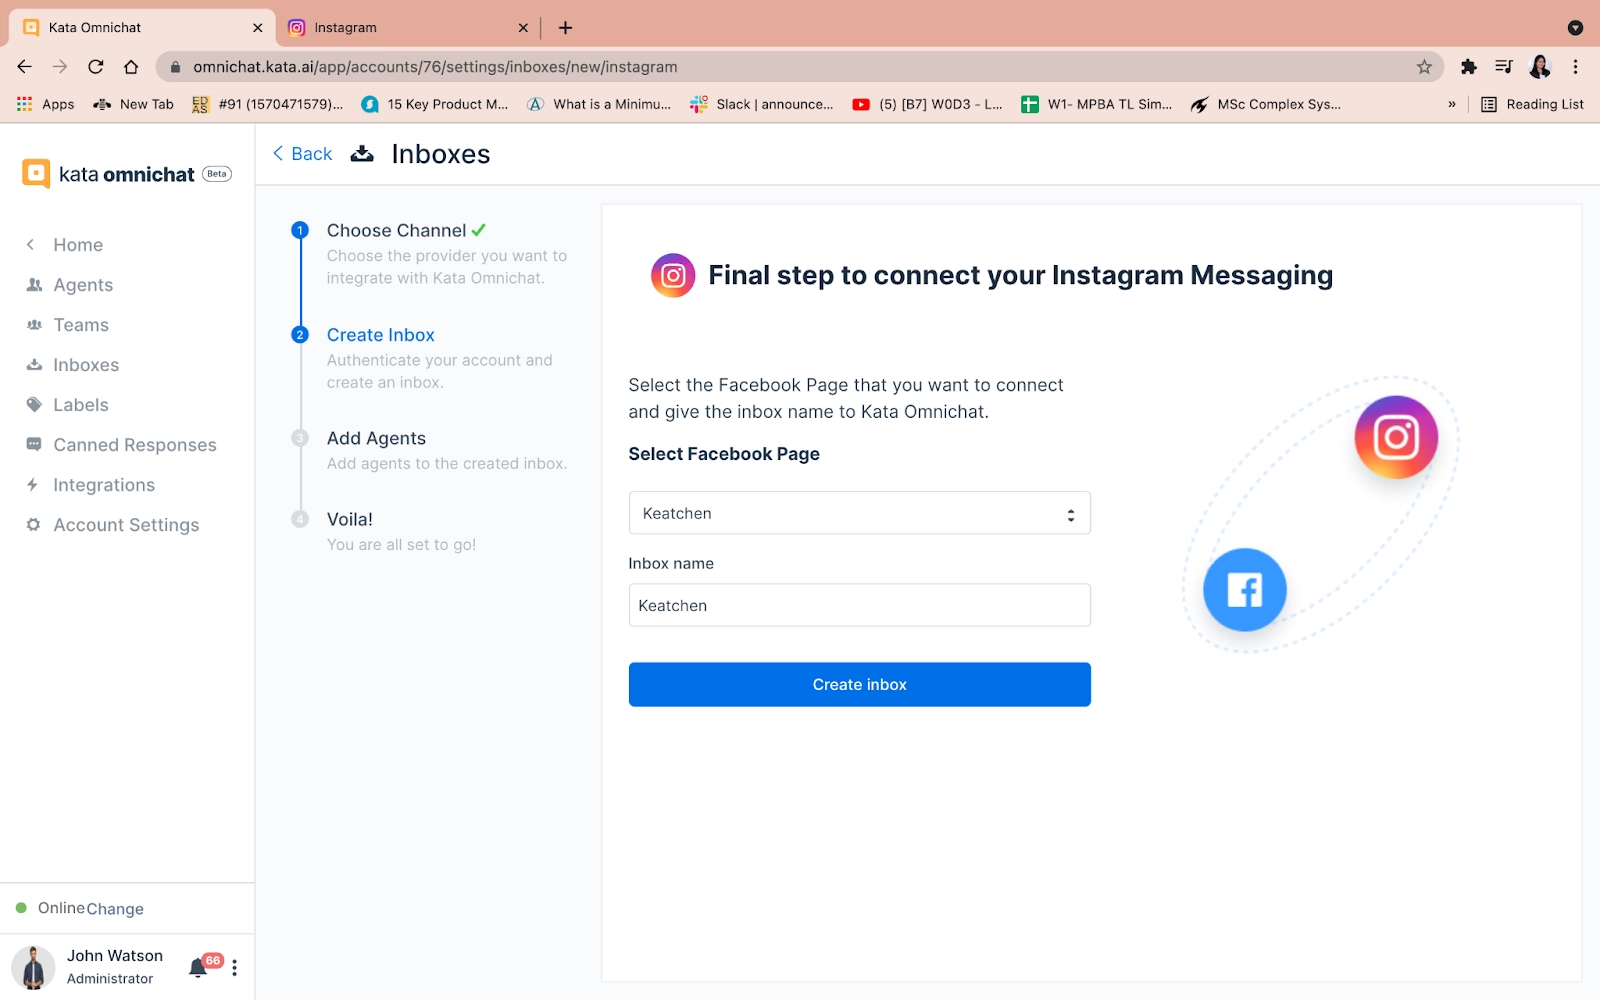 Kata Omnichat
Instagram
omnichat.kata.ai/app/accounts/76/settings/inboxes/new/instagram
Apps
New Tab
EDAS
#91 (1570471579)...
15 Key Product M...
What is a Minimu...
Slack | announce...
(5) [B7] W0D3 - L...
W1- MPBA TL Sim...
MSc Complex Sys...
»
Reading List
kata omnichat Beta
Home
Agents
Teams
Inboxes
Labels
Canned Responses
Integrations
Account Settings
Online Change
John Watson
Administrator
66
Back
Inboxes
1 Choose Channel
Choose the provider you want to
integrate with Kata Omnichat.
2 Create Inbox
Authenticate your account and
create an inbox.
3 Add Agents
Add agents to the created inbox.
4 Voila!
You are all set to go!
Final step to connect your Instagram Messaging
Select the Facebook Page that you want to connect
and give the inbox name to Kata Omnichat.
Select Facebook Page
Keatchen
Inbox name
Keatchen
Create inbox